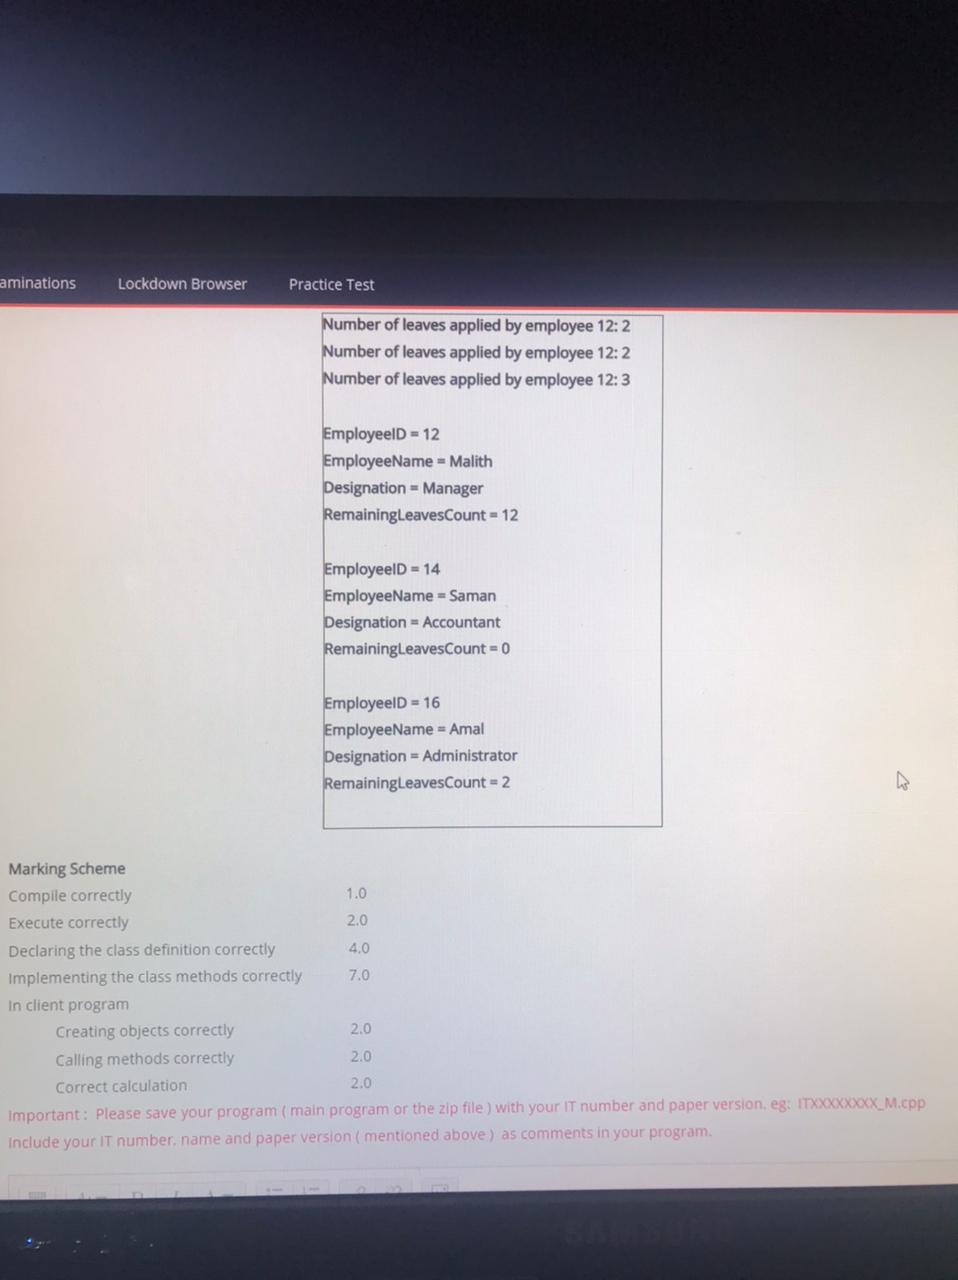 aminations Lockdown Browser Practice Test
Number of leaves applied by employee 12: 2
Number of leaves applied by employee 12: 2
Number of leaves applied by employee 12: 3
EmployeeID = 12
EmployeeName = Malith
Designation = Manager
RemainingLeavesCount = 12
EmployeeID = 14
EmployeeName = Saman
Designation = Accountant
RemainingLeavesCount = 0
EmployeeID = 16
EmployeeName = Amal
Designation = Administrator
RemainingLeavesCount = 2
Marking Scheme
Compile correctly 1.0
Execute correctly 2.0
Declaring the class definition correctly 4.0
Implementing the class methods correctly 7.0
In client program
Creating objects correctly 2.0
Calling methods correctly 2.0
Correct calculation 2.0
Important : Please save your program ( main program or the zip file ) with your IT number and paper version. eg: ITXXXXXXXX_M.cpp
Include your IT number. name and paper version ( mentioned above ) as comments in your program.
SAMSUNG